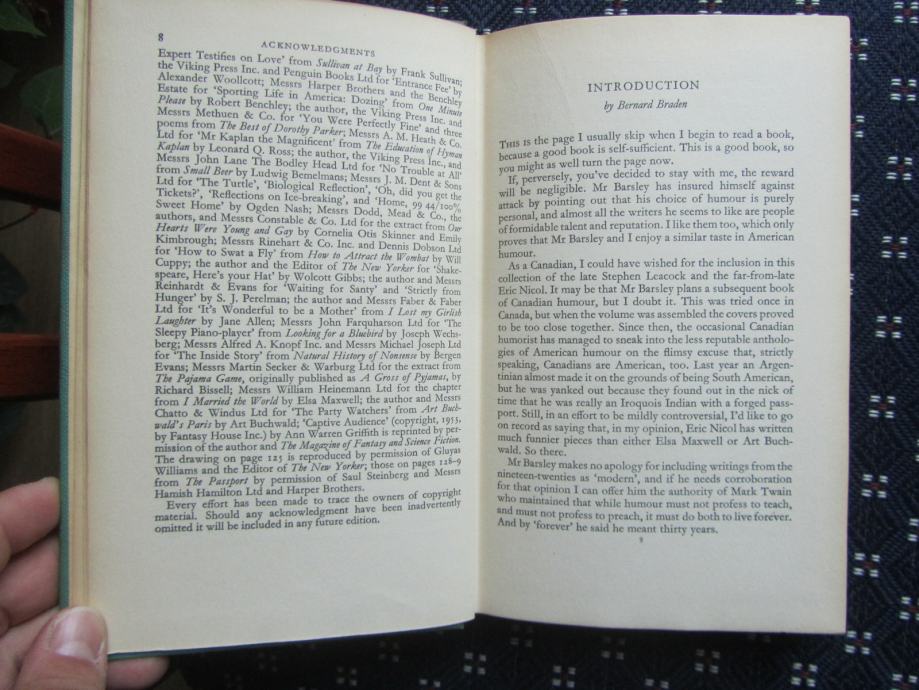 8
ACKNOWLEDGMENTS
Expert Testifies on Love' from Sullivan at Bay by Frank Sullivan;
the Viking Press Inc. and Penguin Books Ltd for 'Entrance Fee' by
Alexander Woollcott; Messrs Harper Brothers and the Benchley
Estate for 'Sporting Life in America: Dozing' from One Minute
Please by Robert Benchley; the author, the Viking Press Inc. and
Messrs Methuen & Co. for 'You Were Perfectly Fine' and three
poems from The Best of Dorothy Parker; Messrs A. M. Heath & Co.
Ltd for 'Mr Kaplan the Magnificent' from The Education of Hyman
Kaplan by Leonard Q. Ross; the author, the Viking Press Inc., and
Messrs John Lane The Bodley Head Ltd for 'No Trouble at All'
from Small Beer by Ludwig Bemelmans; Messrs J. M. Dent & Sons
Ltd for 'The Turtle', 'Biological Reflection', 'Oh, did you get the
Tickets?', 'Reflections on Ice-breaking', and 'Home, 99 44/100%
Sweet Home' by Ogden Nash; Messrs Dodd, Mead & Co., the
authors, and Messrs Constable & Co. Ltd for the extract from Our
Hearts Were Young and Gay by Cornelia Otis Skinner and Emily
Kimbrough; Messrs Rinehart & Co. Inc. and Dennis Dobson Ltd
for 'How to Swat a Fly' from How to Attract the Wombat by Will
Cuppy; the author and the Editor of The New Yorker for 'Shake-
speare, Here's your Hat' by Wolcott Gibbs; the author and Messrs
Reinhardt & Evans for 'Waiting for Santy' and 'Strictly from
Hunger' by S. J. Perelman; the author and Messrs Faber & Faber
Ltd for 'It's Wonderful to be a Mother' from I Lost my Girlish
Laughter by Jane Allen; Messrs John Farquharson Ltd for 'The
Sleepy Piano-player' from Looking for a Bluebird by Joseph Wechs-
berg; Messrs Alfred A. Knopf Inc. and Messrs Michael Joseph Ltd
for 'The Inside Story' from Natural History of Nonsense by Bergen
Evans; Messrs Martin Secker & Warburg Ltd for the extract from
The Pajama Game, originally published as A Gross of Pyjamas, by
Richard Bissell; Messrs William Heinemann Ltd for the chapter
from I Married the World by Elsa Maxwell; the author and Messrs
Chatto & Windus Ltd for 'The Party Watchers' from Art Buch-
wald's Paris by Art Buchwald; 'Captive Audience' (copyright, 1953,
by Fantasy House Inc.) by Ann Warren Griffith is reprinted by per-
mission of the author and The Magazine of Fantasy and Science Fiction.
The drawing on page 125 is reproduced by permission of Gluyas
Williams and the Editor of The New Yorker; those on pages 128-9
from The Passport by permission of Saul Steinberg and Messrs
Hamish Hamilton Ltd and Harper Brothers.
Every effort has been made to trace the owners of copyright
material. Should any acknowledgment have been inadvertently
omitted it will be included in any future edition.
INTRODUCTION
by Bernard Braden
THIS is the page I usually skip when I begin to read a book,
because a good book is self-sufficient. This is a good book, so
you might as well turn the page now.
If, perversely, you've decided to stay with me, the reward
will be negligible. Mr Barsley has insured himself against
attack by pointing out that his choice of humour is purely
personal, and almost all the writers he seems to like are people
of formidable talent and reputation. I like them too, which only
proves that Mr Barsley and I enjoy a similar taste in American
humour.
As a Canadian, I could have wished for the inclusion in this
collection of the late Stephen Leacock and the far-from-late
Eric Nicol. It may be that Mr Barsley plans a subsequent book
of Canadian humour, but I doubt it. This was tried once in
Canada, but when the volume was assembled the covers proved
to be too close together. Since then, the occasional Canadian
humorist has managed to sneak into the less reputable antholo-
gies of American humour on the flimsy excuse that, strictly
speaking, Canadians are American, too. Last year an Argen-
tinian almost made it on the grounds of being South American,
but he was yanked out because they found out in the nick of
time that he was really an Iroquois Indian with a forged pass-
port. Still, in an effort to be mildly controversial, I'd like to go
on record as saying that, in my opinion, Eric Nicol has written
much funnier pieces than either Elsa Maxwell or Art Buch-
wald. So there.
Mr Barsley makes no apology for including writings from the
nineteen-twenties as 'modern', and if he needs corroboration
for that opinion I can offer him the authority of Mark Twain
who maintained that while humour must not profess to teach,
and must not profess to preach, it must do both to live forever.
And by 'forever' he said he meant thirty years.
9